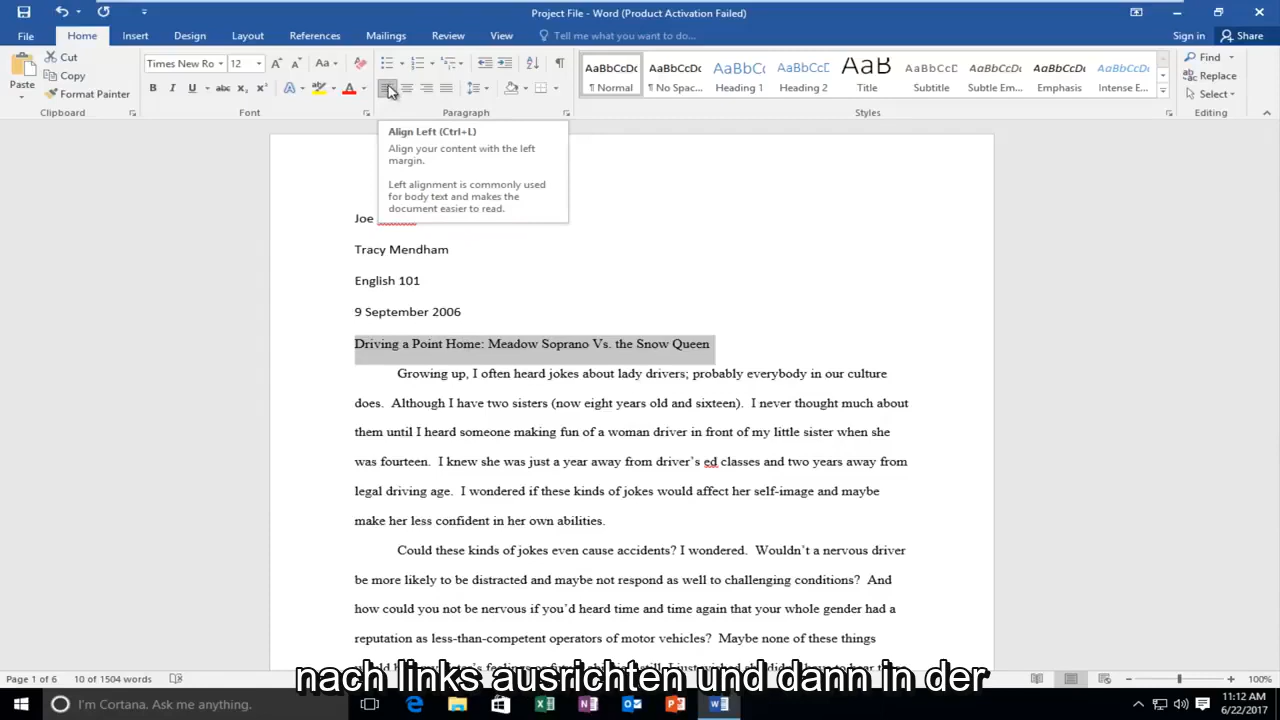 Project File - Word (Product Activation Failed)
File Home Insert Design Layout References Mailings Review View Tell me what you want to do... Sign in Share
Paste
Cut
Copy
Format Painter
Clipboard
Times New Ro 12 A A Aa
B I U abc x₂ x² A A
Font
Paragraph
AaBbCcDc AaBbCcDc AaBbCc AaBbCcC AaB AaBbCcC AaBbCcDc AaBbCcDc AaBbCcDc
¶ Normal ¶ No Spac... Heading 1 Heading 2 Title Subtitle Subtle Em... Emphasis Intense E...
Styles
Find
Replace
Select
Editing
Align Left (Ctrl+L)
Align your content with the left
margin.
Left alignment is commonly used
for body text and makes the
document easier to read.
Joe
Tracy Mendham
English 101
9 September 2006
Driving a Point Home: Meadow Soprano Vs. the Snow Queen
Growing up, I often heard jokes about lady drivers; probably everybody in our culture
does. Although I have two sisters (now eight years old and sixteen). I never thought much about
them until I heard someone making fun of a woman driver in front of my little sister when she
was fourteen. I knew she was just a year away from driver's ed classes and two years away from
legal driving age. I wondered if these kinds of jokes would affect her self-image and maybe
make her less confident in her own abilities.
Could these kinds of jokes even cause accidents? I wondered. Wouldn't a nervous driver
be more likely to be distracted and maybe not respond as well to challenging conditions? And
how could you not be nervous if you'd heard time and time again that your whole gender had a
reputation as less-than-competent operators of motor vehicles? Maybe none of these things
nach links ausrichten und dann in der
Page 1 of 6 10 of 1504 words 100%
I'm Cortana. Ask me anything. 11:12 AM
6/22/2017